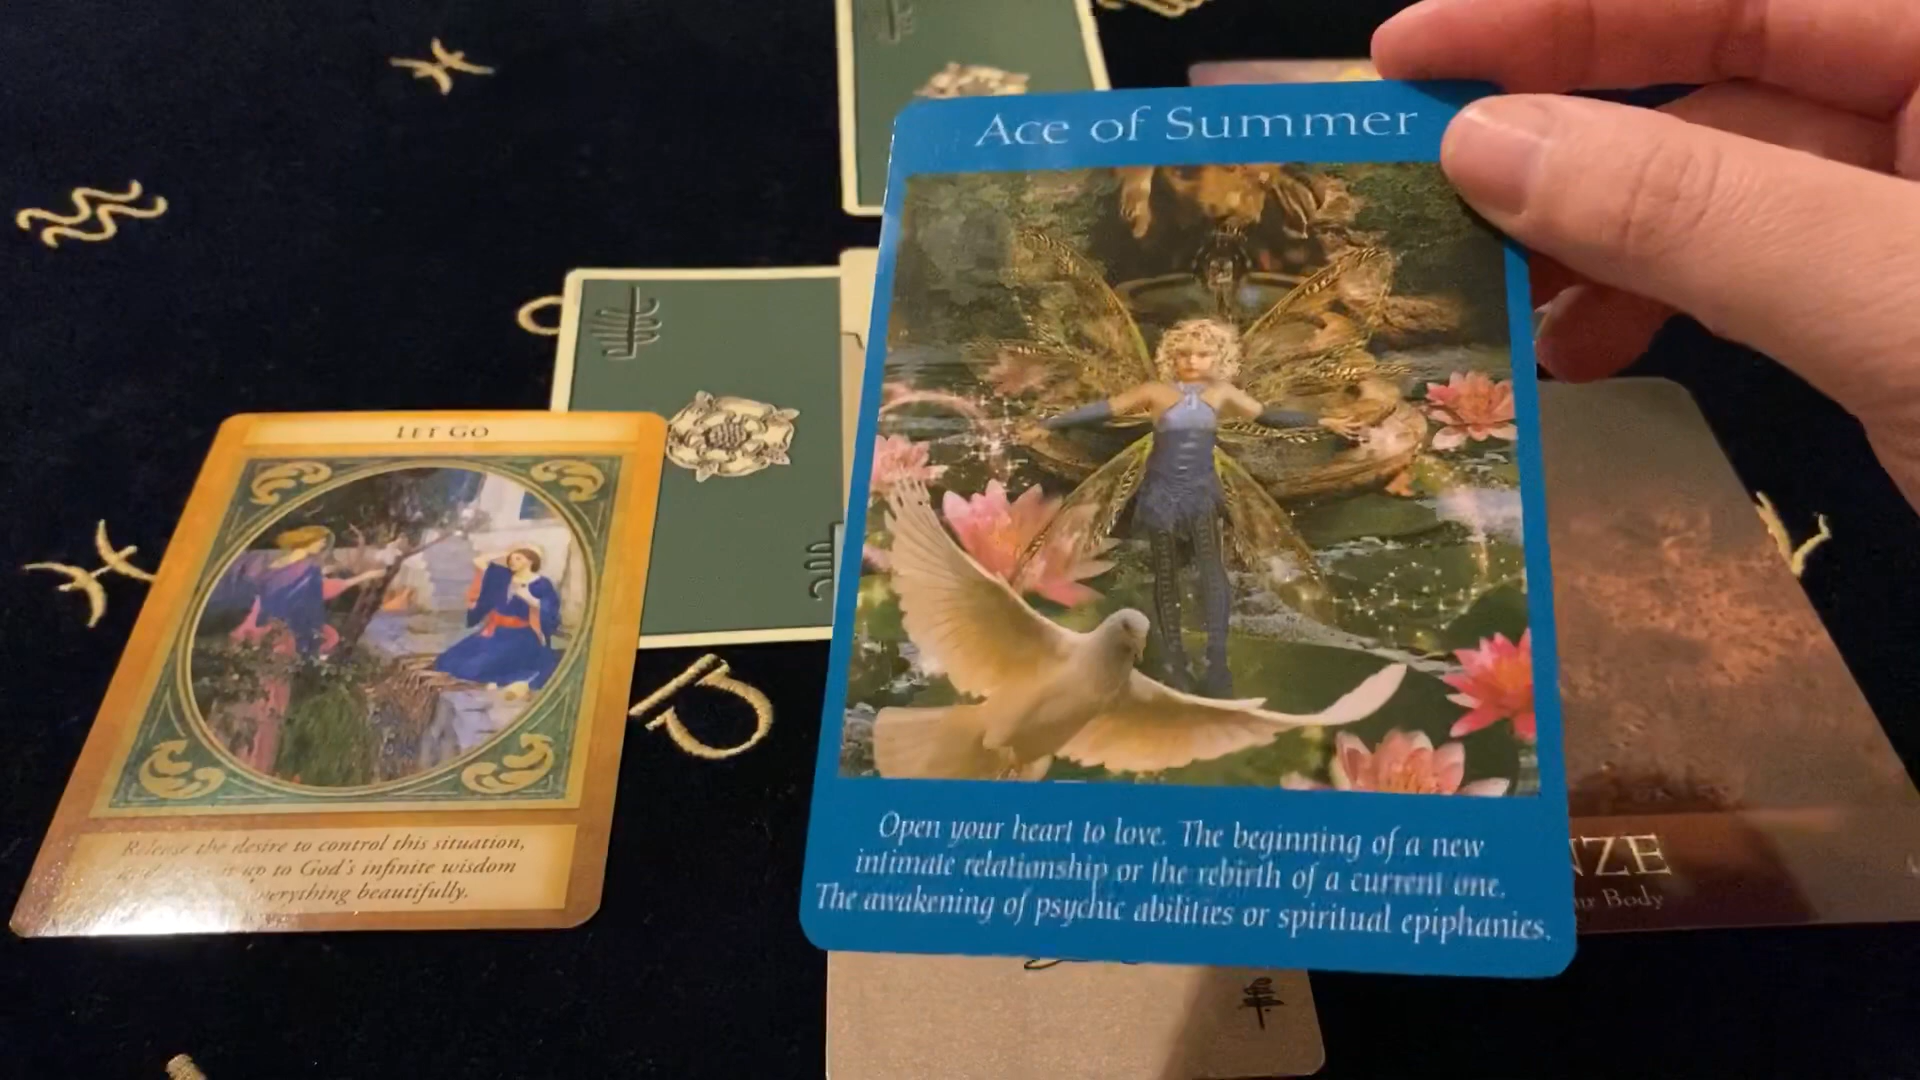 Ace of Summer
Open your heart to love. The beginning of a new
intimate relationship or the rebirth of a current one.
The awakening of psychic abilities or spiritual epiphanies.
LET GO
Release the desire to control this situation,
up to God's infinite wisdom
everything beautifully.
NZE
ur Body